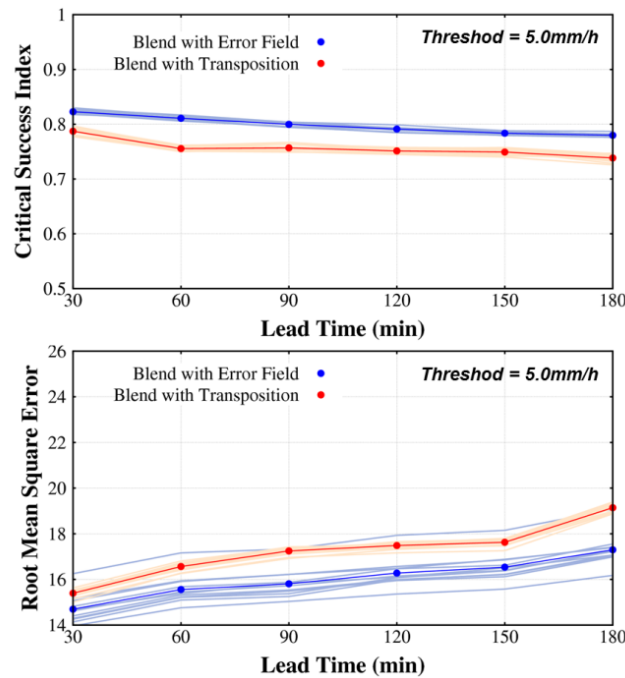 Critical Success Index
1
0.9
0.8
0.7
0.6
0.5
Blend with Error Field
Blend with Transposition
Threshod = 5.0mm/h
30 60 90 120 150 180
Lead Time (min)
Root Mean Square Error
26
24
22
20
18
16
14
Blend with Error Field
Blend with Transposition
Threshod = 5.0mm/h
30 60 90 120 150 180
Lead Time (min)